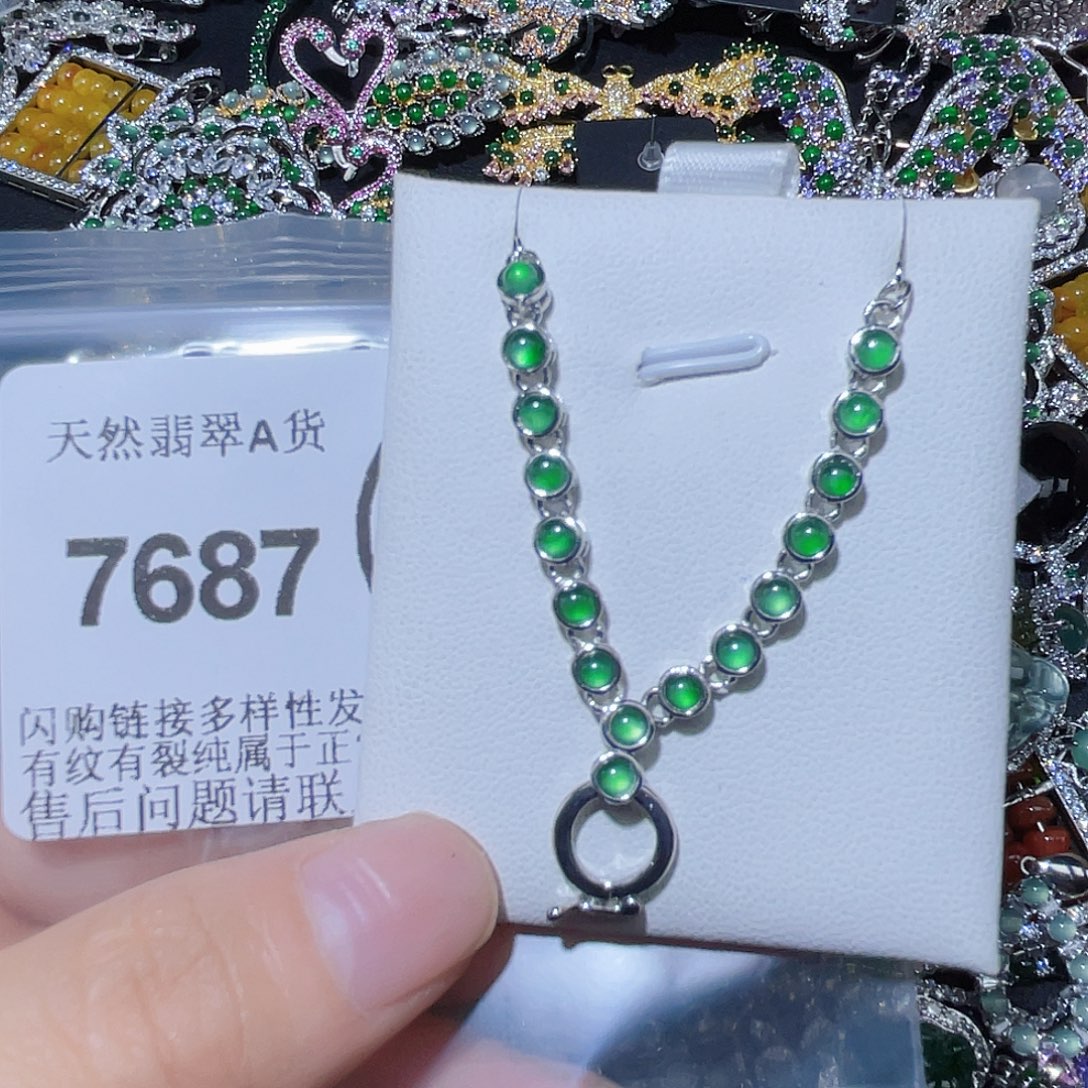 天然翡翠A货
7687
闪购链接多样性发
有纹有裂纯属于正
售后问题请联